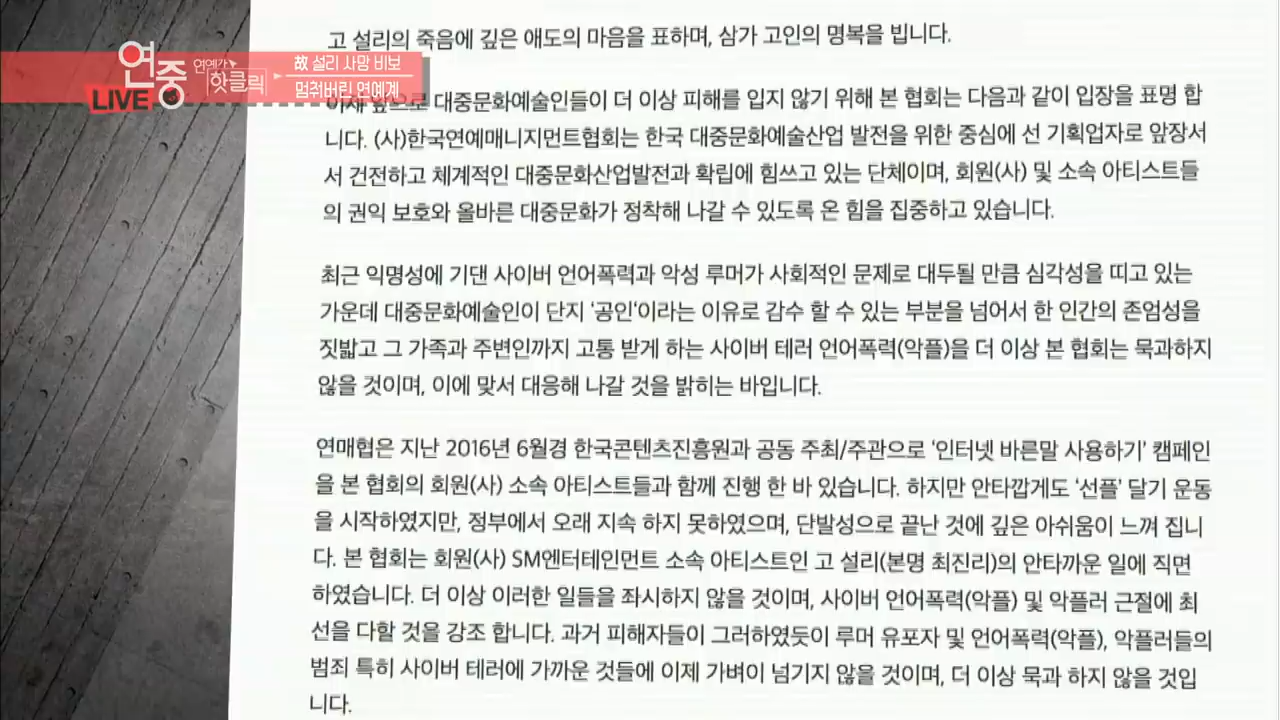 고 설리의 죽음에 깊은 애도의 마음을 표하며, 삼가 고인의 명복을 빕니다.
연중
LIVE
연예가
핫클릭
故 설리 사망 비보
멈춰버린 연예계
이제 앞으로 대중문화예술인들이 더 이상 피해를 입지 않기 위해 본 협회는 다음과 같이 입장을 표명 합
니다. (사)한국연예매니지먼트협회는 한국 대중문화예술산업 발전을 위한 중심에 선 기획업자로 앞장서
서 건전하고 체계적인 대중문화산업발전과 확립에 힘쓰고 있는 단체이며, 회원(사) 및 소속 아티스트들
의 권익 보호와 올바른 대중문화가 정착해 나갈 수 있도록 온 힘을 집중하고 있습니다.
최근 익명성에 기댄 사이버 언어폭력과 악성 루머가 사회적인 문제로 대두될 만큼 심각성을 띠고 있는
가운데 대중문화예술인이 단지 ‘공인‘이라는 이유로 감수 할 수 있는 부분을 넘어서 한 인간의 존엄성을
짓밟고 그 가족과 주변인까지 고통 받게 하는 사이버 테러 언어폭력(악플)을 더 이상 본 협회는 묵과하지
않을 것이며, 이에 맞서 대응해 나갈 것을 밝히는 바입니다.
연매협은 지난 2016년 6월경 한국콘텐츠진흥원과 공동 주최/주관으로 ‘인터넷 바른말 사용하기’ 캠페인
을 본 협회의 회원(사) 소속 아티스트들과 함께 진행 한 바 있습니다. 하지만 안타깝게도 ‘선플’ 달기 운동
을 시작하였지만, 정부에서 오래 지속 하지 못하였으며, 단발성으로 끝난 것에 깊은 아쉬움이 느껴 집니
다. 본 협회는 회원(사) SM엔터테인먼트 소속 아티스트인 고 설리(본명 최진리)의 안타까운 일에 직면
하였습니다. 더 이상 이러한 일들을 좌시하지 않을 것이며, 사이버 언어폭력(악플) 및 악플러 근절에 최
선을 다할 것을 강조 합니다. 과거 피해자들이 그러하였듯이 루머 유포자 및 언어폭력(악플), 악플러들의
범죄 특히 사이버 테러에 가까운 것들에 이제 가벼이 넘기지 않을 것이며, 더 이상 묵과 하지 않을 것입
니다.